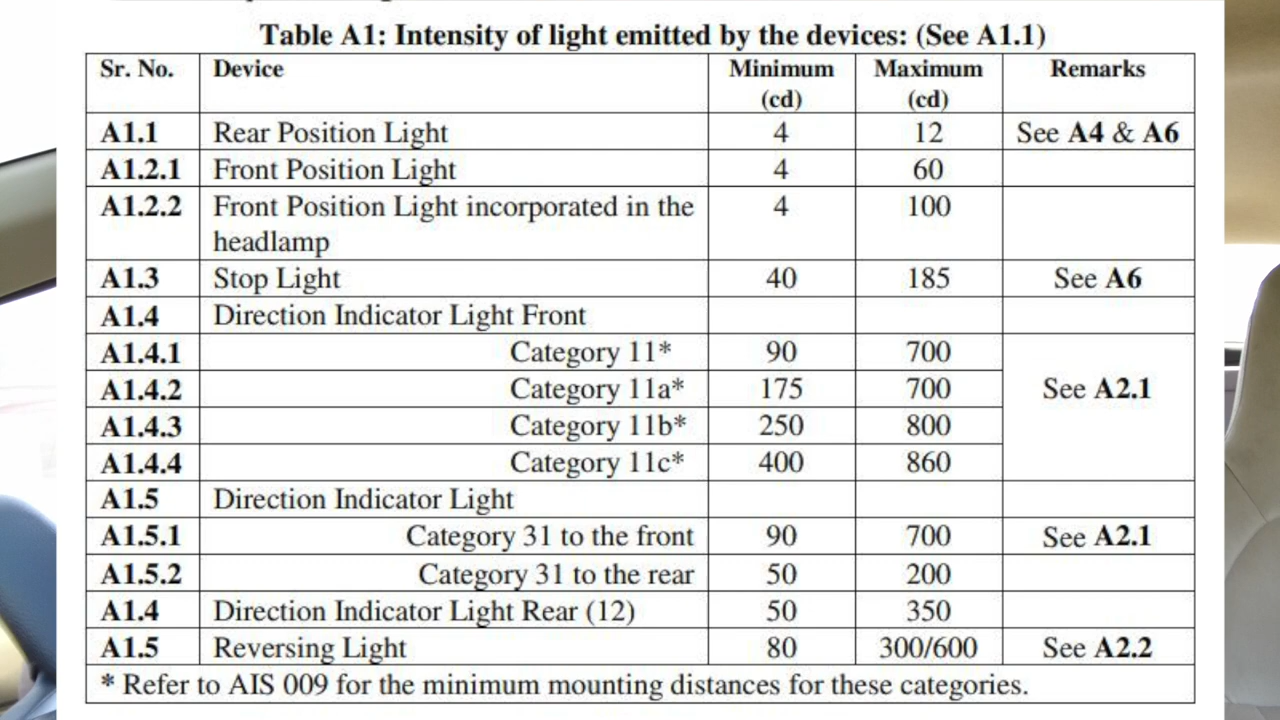 Table A1: Intensity of light emitted by the devices: (See A1.1)
Sr. No. Device Minimum (cd) Maximum (cd) Remarks
A1.1 Rear Position Light 4 12 See A4 & A6
A1.2.1 Front Position Light 4 60
A1.2.2 Front Position Light incorporated in the headlamp 4 100
A1.3 Stop Light 40 185 See A6
A1.4 Direction Indicator Light Front
A1.4.1 Category 11* 90 700
A1.4.2 Category 11a* 175 700 See A2.1
A1.4.3 Category 11b* 250 800
A1.4.4 Category 11c* 400 860
A1.5 Direction Indicator Light
A1.5.1 Category 31 to the front 90 700 See A2.1
A1.5.2 Category 31 to the rear 50 200
A1.4 Direction Indicator Light Rear (12) 50 350
A1.5 Reversing Light 80 300/600 See A2.2
* Refer to AIS 009 for the minimum mounting distances for these categories.